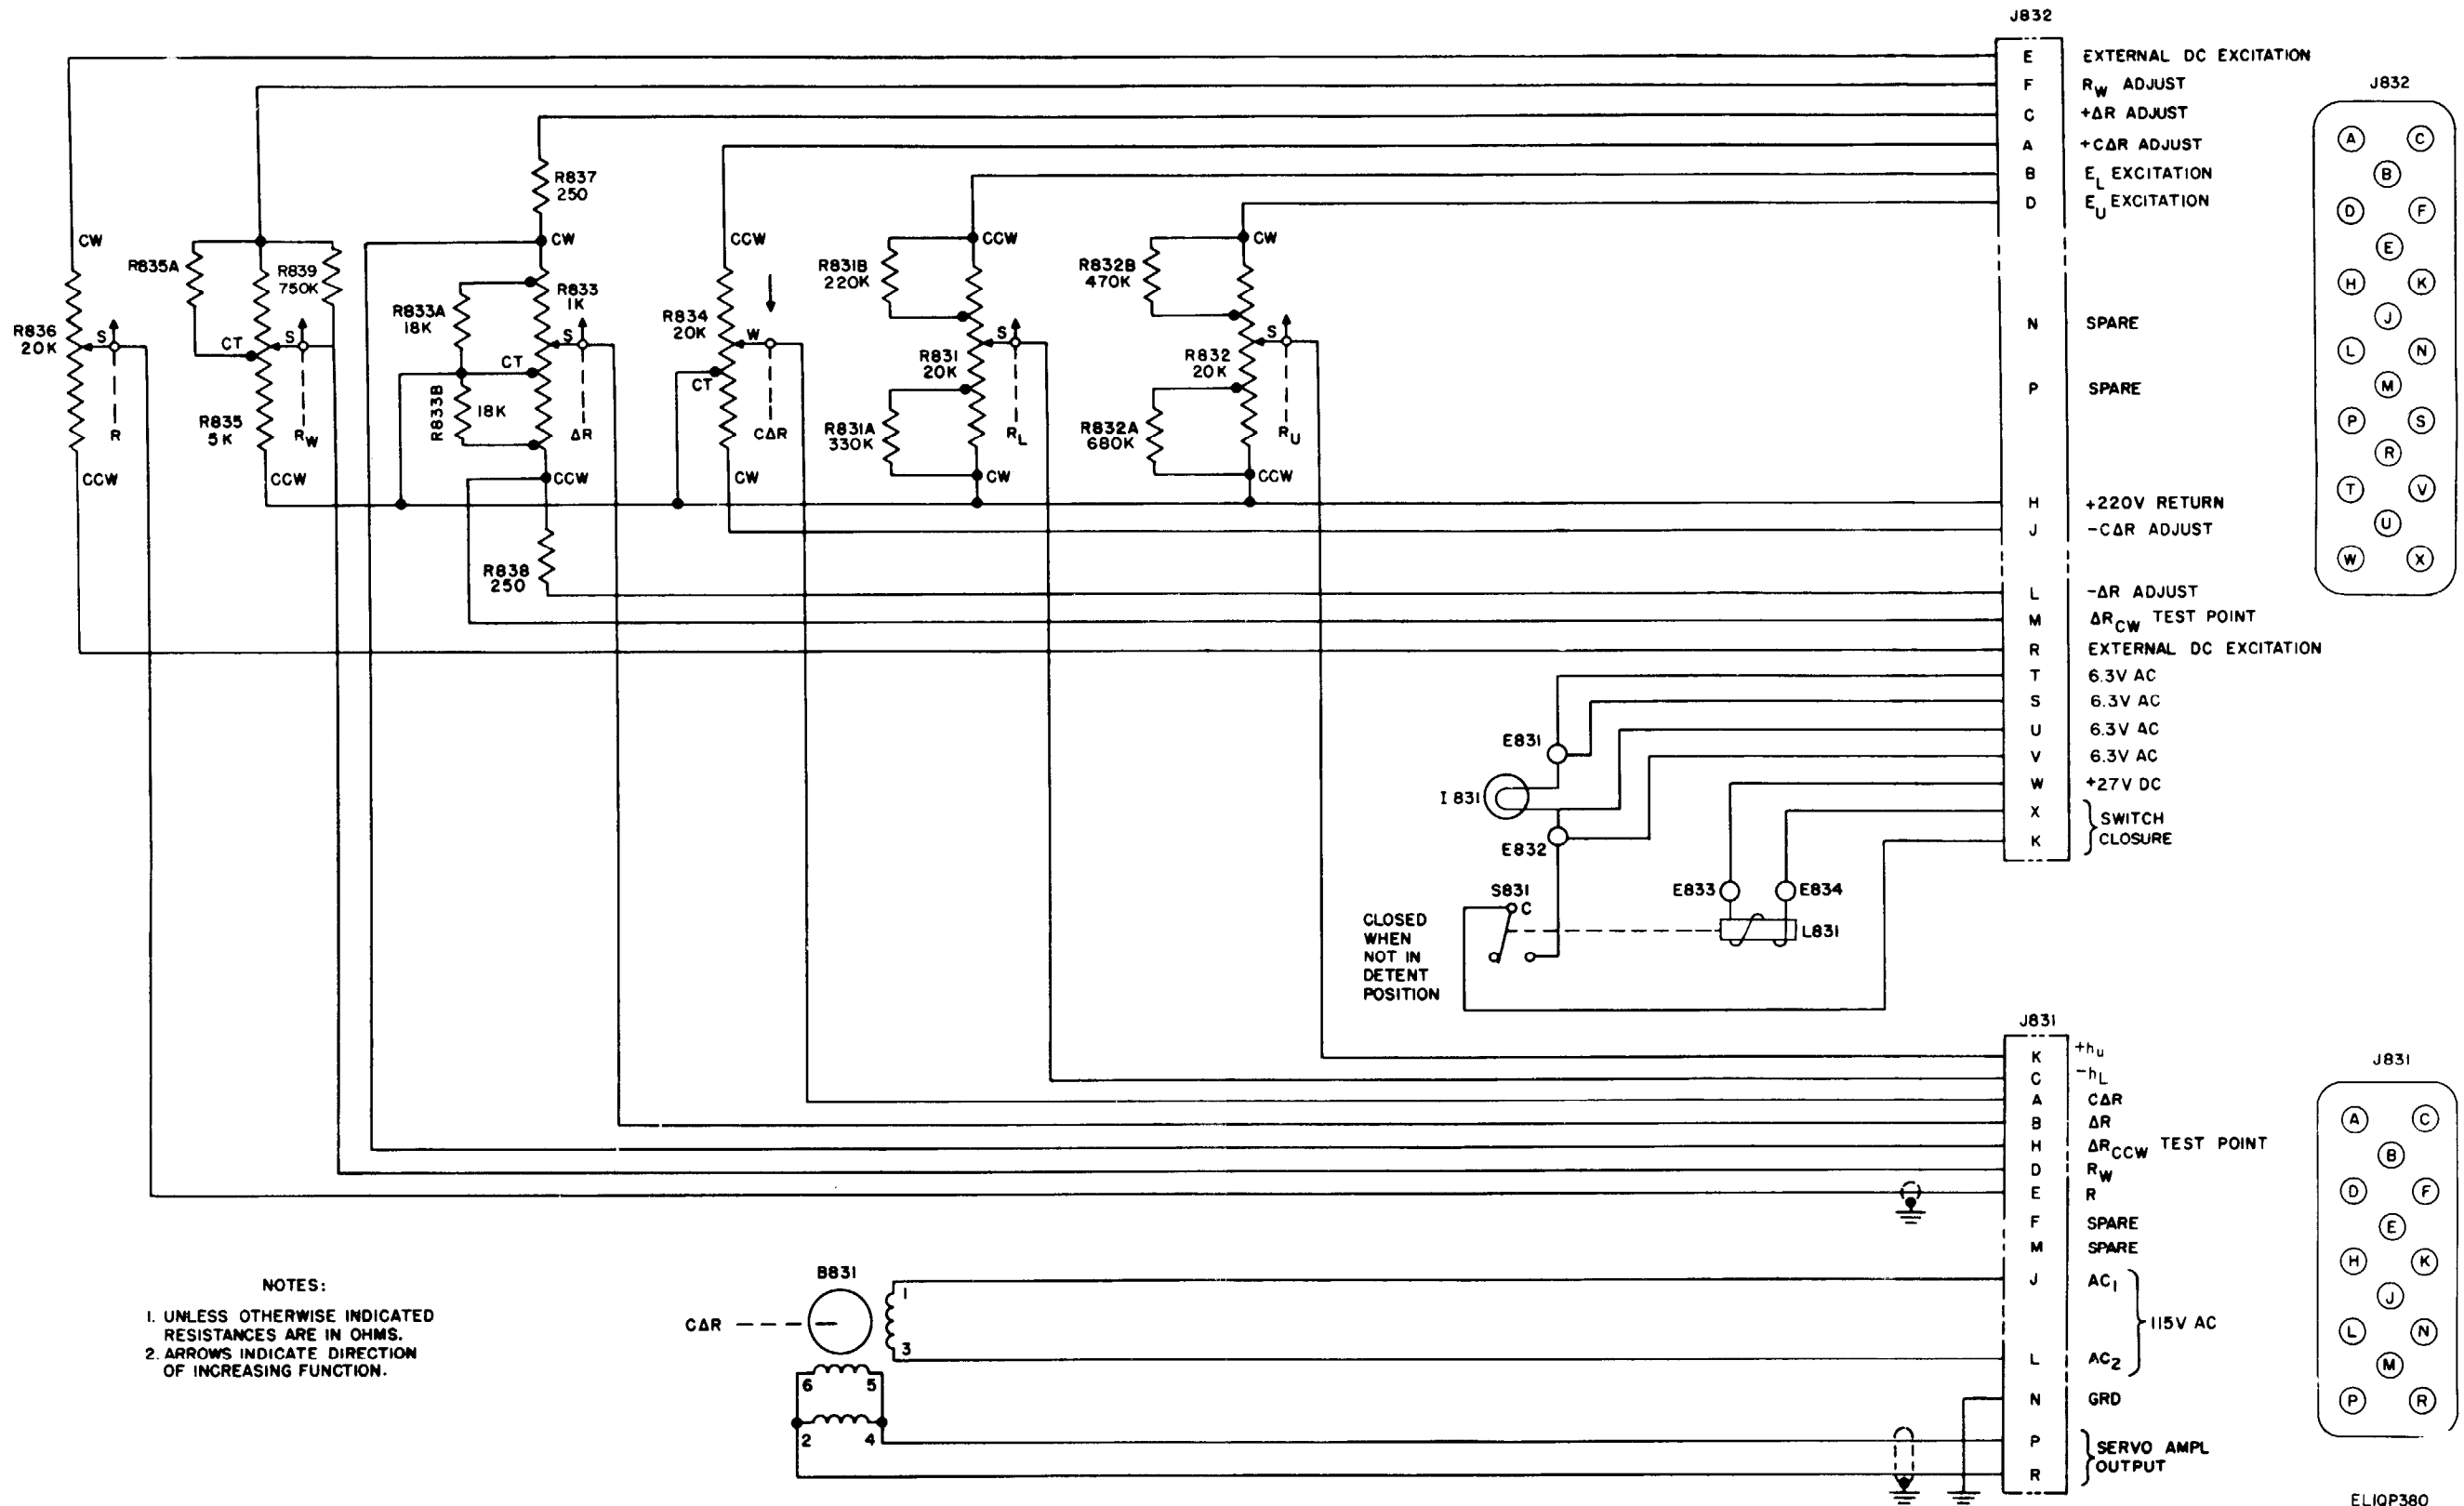 J832
E EXTERNAL DC EXCITATION
F RW ADJUST
C +ΔR ADJUST
A +CΔR ADJUST
B EL EXCITATION
D EU EXCITATION
N SPARE
P SPARE
H +220V RETURN
J -CΔR ADJUST
L -ΔR ADJUST
M ΔRCW TEST POINT
R EXTERNAL DC EXCITATION
T 6.3V AC
S 6.3V AC
U 6.3V AC
V 6.3V AC
W +27V DC
X
K
SWITCH
CLOSURE
J832
A C
B
D F
E
H K
J
L N
M
P S
R
T V
U
W X
CW
R836
20K
S
R
CCW
R835A
R839
750K
CT
S
R835
5K
RW
CCW
R837
250
CW
R833A
18K
R833
1K
S
CT
R833B
18K
ΔR
CCW
R838
250
CCW
R834
20K
W
CT
CΔR
CW
CCW
R831B
220K
S
R831
20K
R831A
330K
RL
CW
CW
R832B
470K
S
R832
20K
R832A
680K
RU
CCW
E831
I 831
E832
S831
C
E833
E834
L831
CLOSED
WHEN
NOT IN
DETENT
POSITION
J831
K +hu
C -hL
A CΔR
B ΔR
H ΔRCCW TEST POINT
D RW
E R
F SPARE
M SPARE
J AC1
L AC2
115V AC
N GRD
P
R
SERVO AMPL
OUTPUT
J831
A C
B
D F
E
H K
J
L N
M
P R
B831
CΔR
1
3
6 5
2 4
NOTES:
1. UNLESS OTHERWISE INDICATED
RESISTANCES ARE IN OHMS.
2. ARROWS INDICATE DIRECTION
OF INCREASING FUNCTION.
EL1QP380